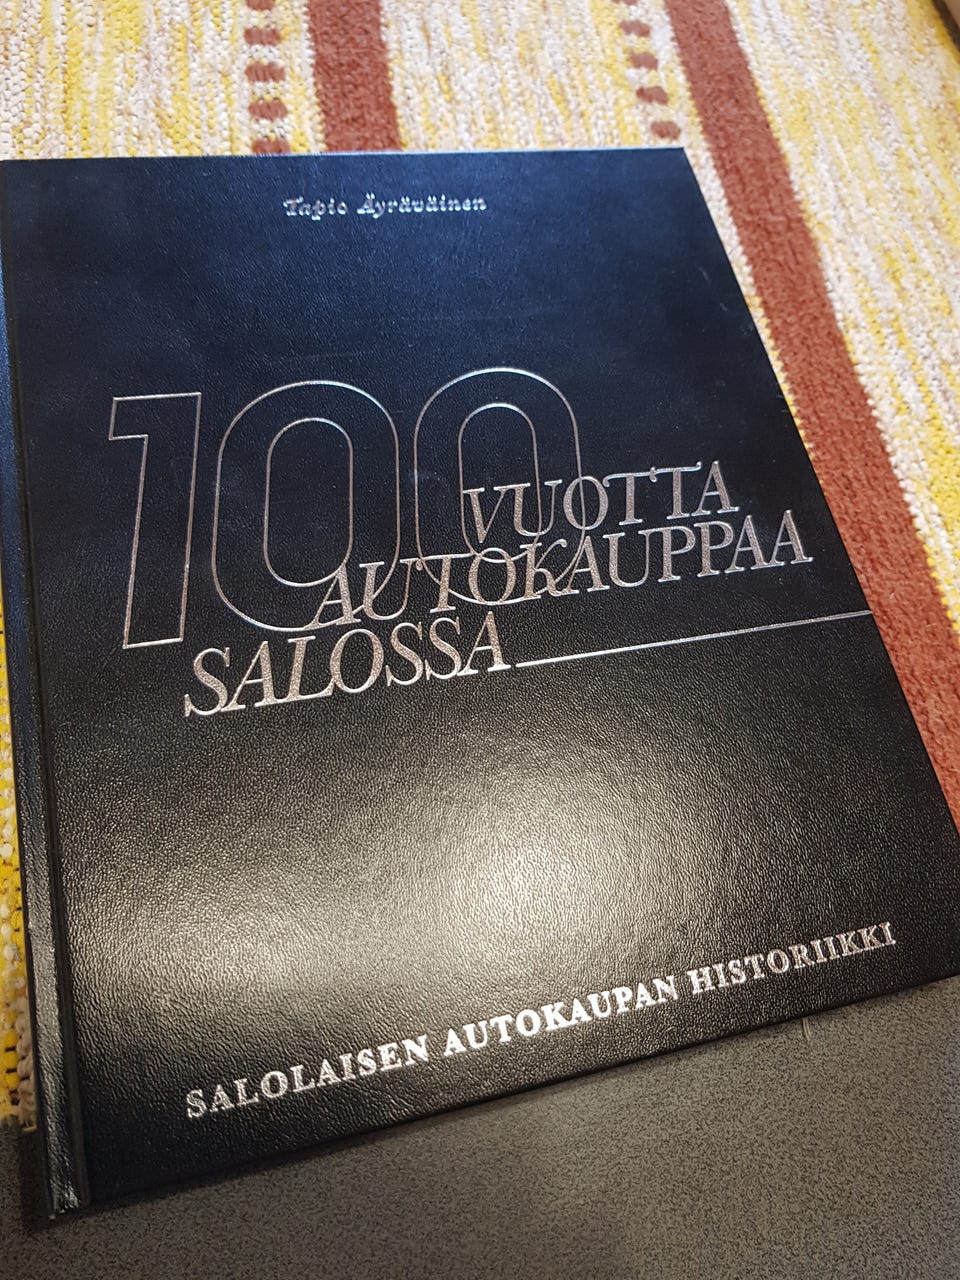 Tapio Äyräväinen
100
VUOTTA
AUTOKAUPPAA
SALOSSA
SALOLAISEN AUTOKAUPAN HISTORIIKKI